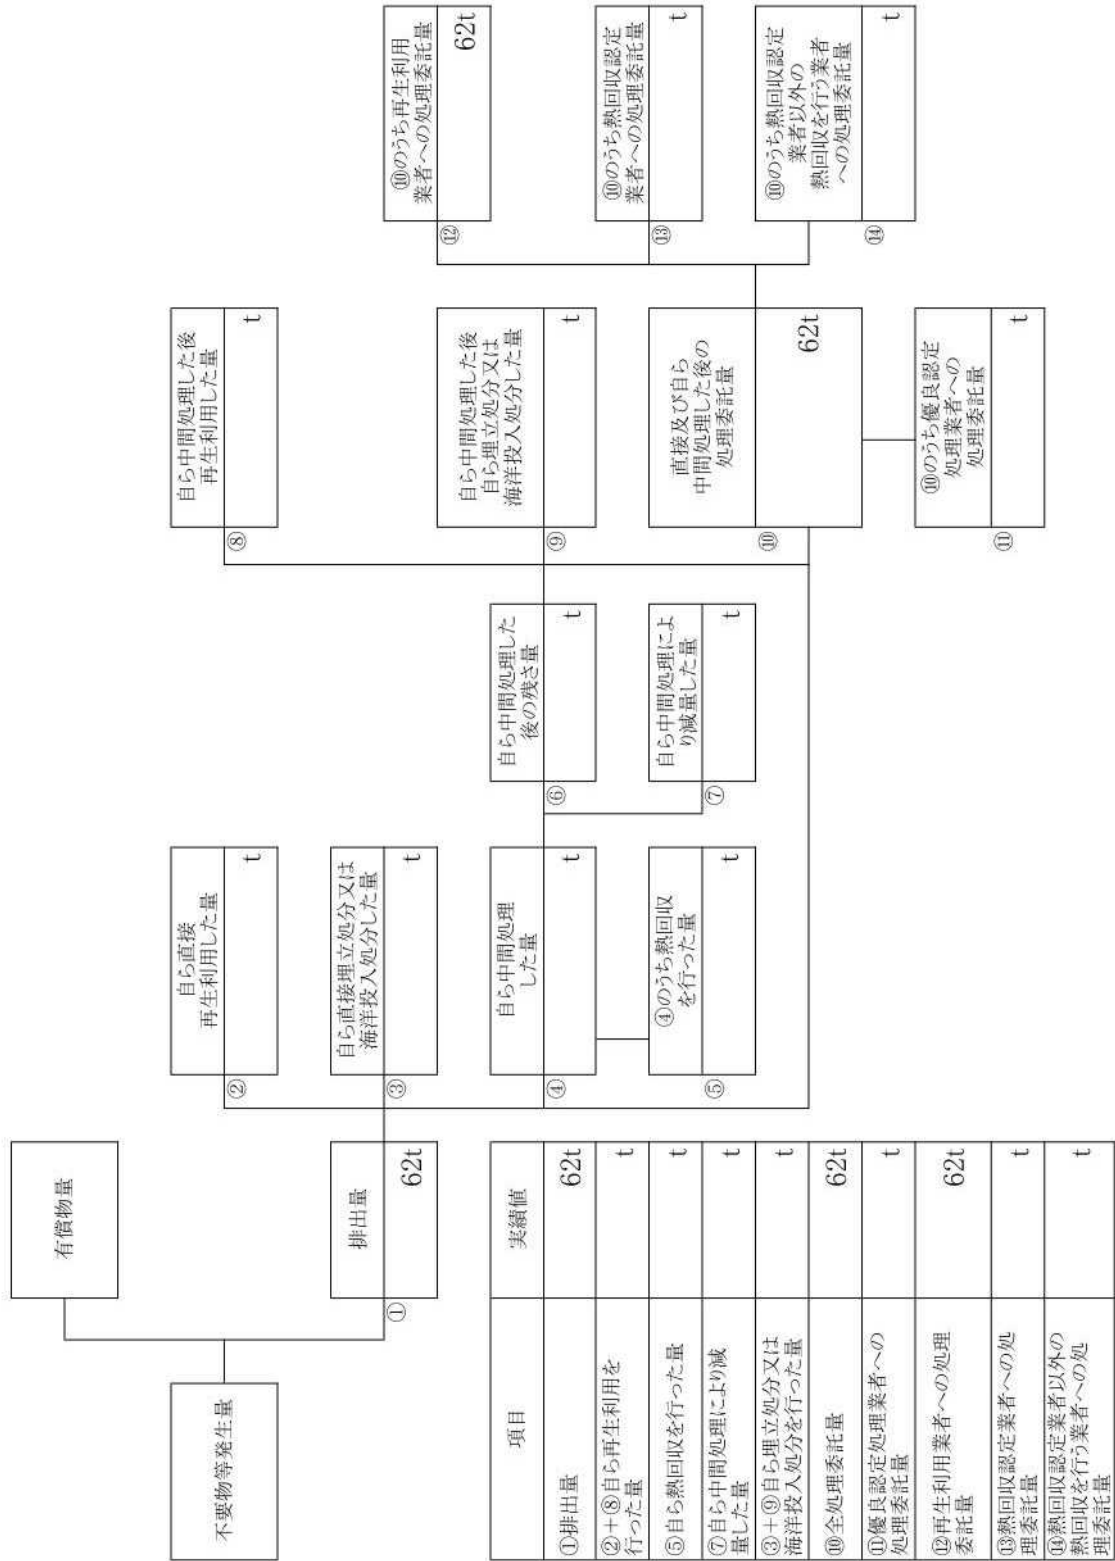 不要物等発生量
有償物量
①
排出量
62t
②
自ら直接
再生利用した量
t
③
自ら直接埋立処分又は
海洋投入処分した量
t
④
自ら中間処理
した量
t
⑤
④のうち熱回収
を行った量
t
⑥
自ら中間処理した
後の残さ量
t
⑦
自ら中間処理によ
り減量した量
t
⑧
自ら中間処理した後
再生利用した量
t
⑨
自ら中間処理した後
自ら埋立処分又は
海洋投入処分した量
t
⑩
直接及び自ら
中間処理した後の
処理委託量
62t
⑪
⑩のうち優良認定
処理業者への
処理委託量
t
⑫
⑩のうち再生利用
業者への処理委託量
62t
⑬
⑩のうち熱回収認定
業者への処理委託量
t
⑭
⑩のうち熱回収認定
業者以外の
熱回収を行う業者
への処理委託量
t
項目
実績値
①排出量
62t
②+⑧自ら再生利用を
行った量
t
⑤自ら熱回収を行った量
t
⑦自ら中間処理により減
量した量
t
③+⑨自ら埋立処分又は
海洋投入処分を行った量
t
⑩全処理委託量
62t
⑪優良認定処理業者への
処理委託量
t
⑫再生利用業者への処理
委託量
62t
⑬熱回収認定業者への処
理委託量
t
⑭熱回収認定業者以外の
熱回収を行う業者への処
理委託量
t